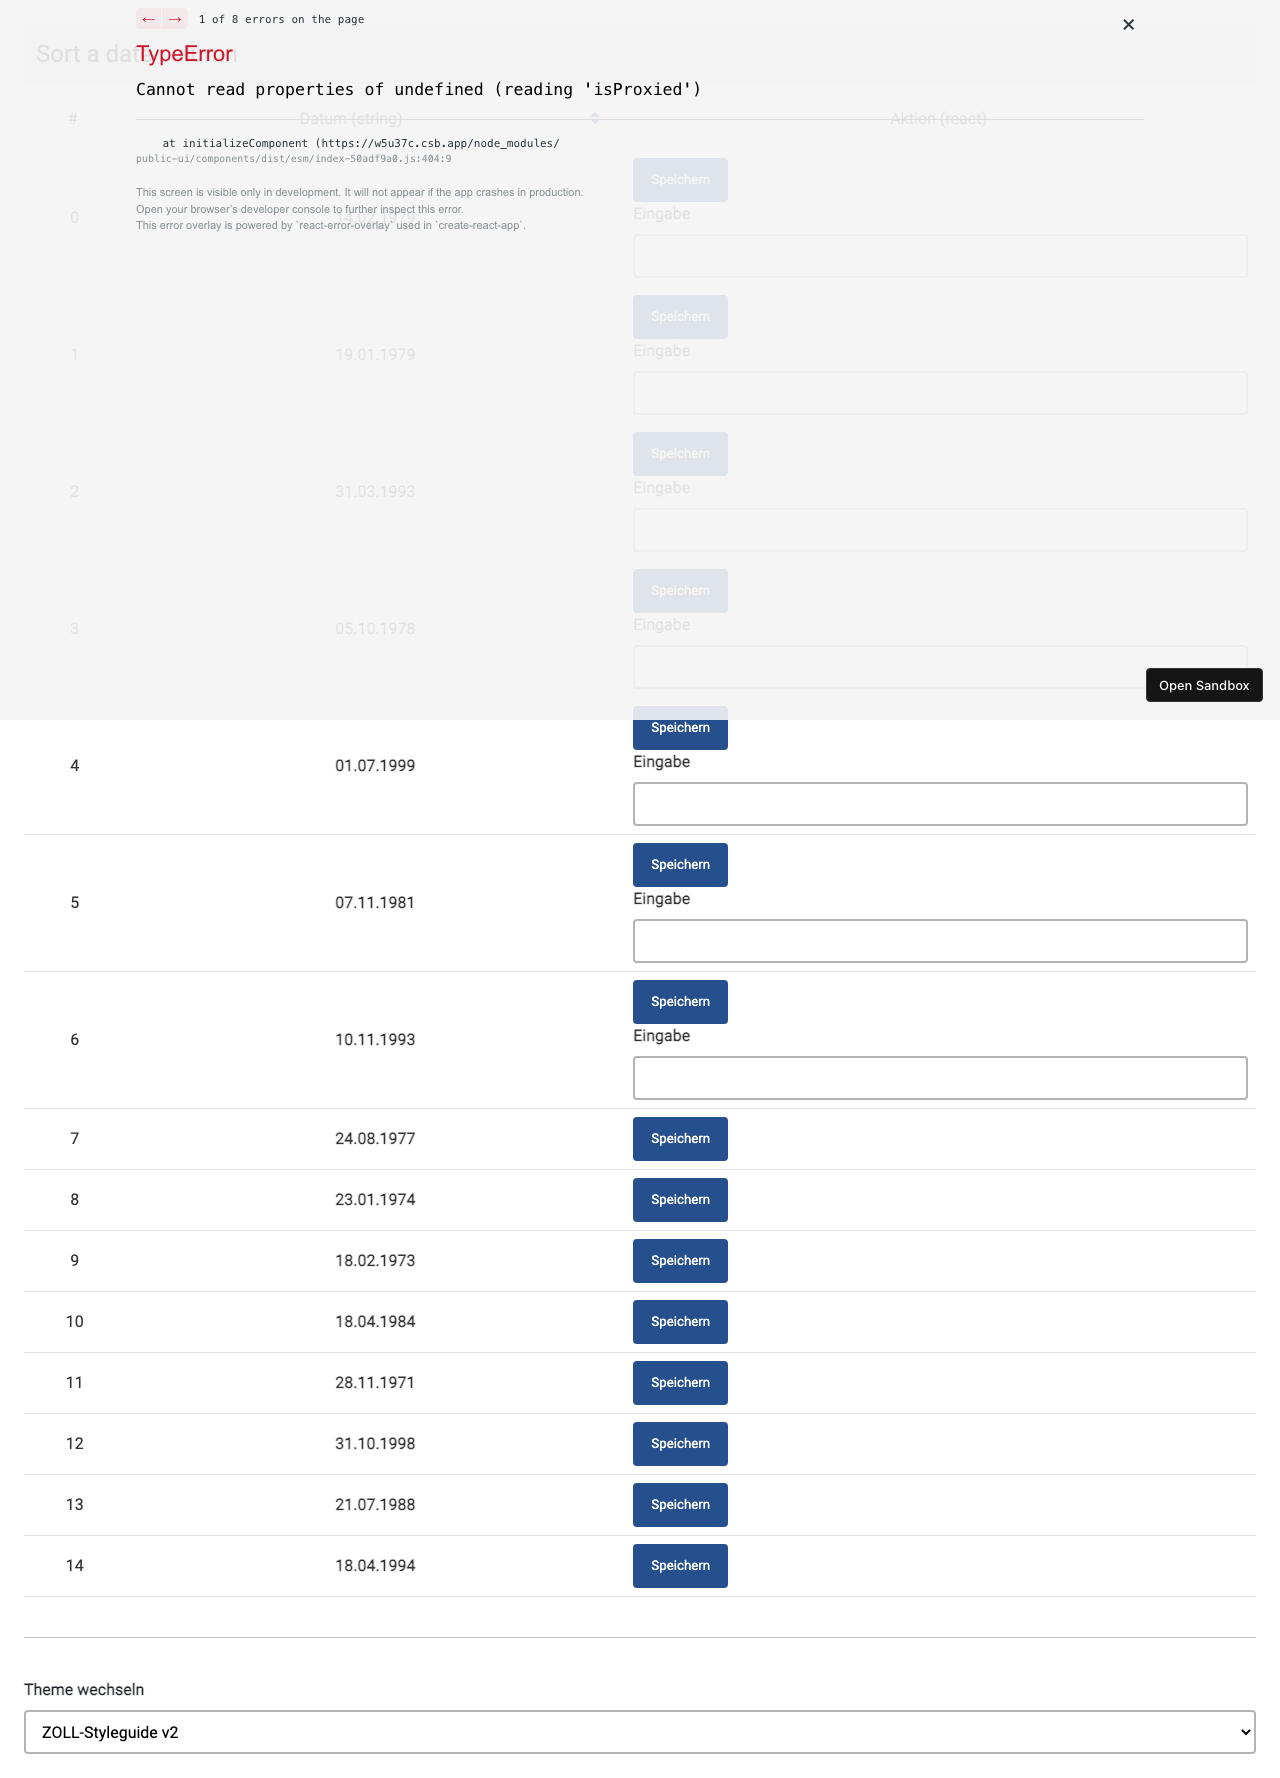 ← → 1 of 8 errors on the page
×
Sort a dat n
TypeError
Cannot read properties of undefined (reading 'isProxied')
# Datum (string) Aktion (react)
at initializeComponent (https://w5u37c.csb.app/node_modules/
public-ui/components/dist/esm/index-50adf9a0.js:404:9
Speichern
This screen is visible only in development. It will not appear if the app crashes in production.
Open your browser's developer console to further inspect this error.
This error overlay is powered by `react-error-overlay` used in `create-react-app`.
0 14.02.1979 Eingabe
Speichern
1 19.01.1979 Eingabe
Speichern
2 31.03.1993 Eingabe
Speichern
3 05.10.1978 Eingabe
Open Sandbox
Speichern
4 01.07.1999 Eingabe
Speichern
5 07.11.1981 Eingabe
Speichern
6 10.11.1993 Eingabe
7 24.08.1977 Speichern
8 23.01.1974 Speichern
9 18.02.1973 Speichern
10 18.04.1984 Speichern
11 28.11.1971 Speichern
12 31.10.1998 Speichern
13 21.07.1988 Speichern
14 18.04.1994 Speichern
Theme wechseln
ZOLL-Styleguide v2